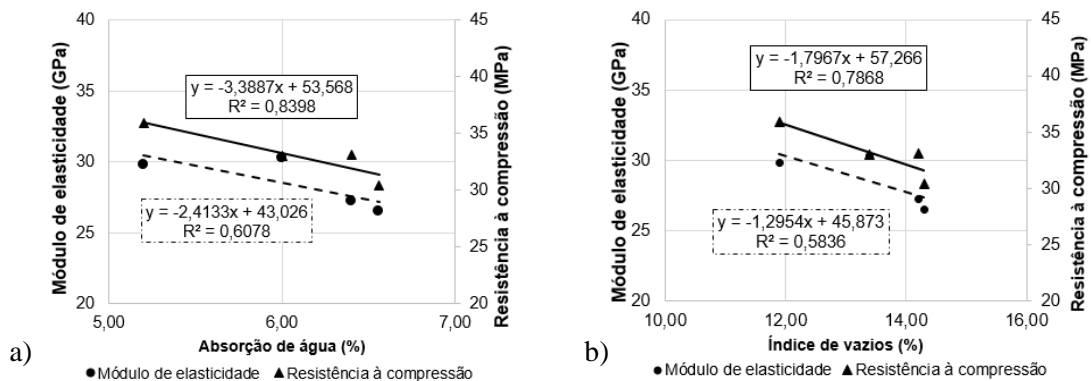 40
35
30
25
20
Módulo de elasticidade (GPa)
y = -3,3887x + 53,568
R² = 0,8398
y = -2,4133x + 43,026
R² = 0,6078
45
40
35
30
25
20
Resistência à compressão (MPa)
5,00 6,00 7,00
Absorção de água (%)
a)
Módulo de elasticidade Resistência à compressão
40
35
30
25
20
Módulo de elasticidade (GPa)
y = -1,7967x + 57,266
R² = 0,7868
y = -1,2954x + 45,873
R² = 0,5836
45
40
35
30
25
20
Resistência à compressão (MPa)
10,00 12,00 14,00 16,00
Índice de vazios (%)
b)
Módulo de elasticidade Resistência à compressão